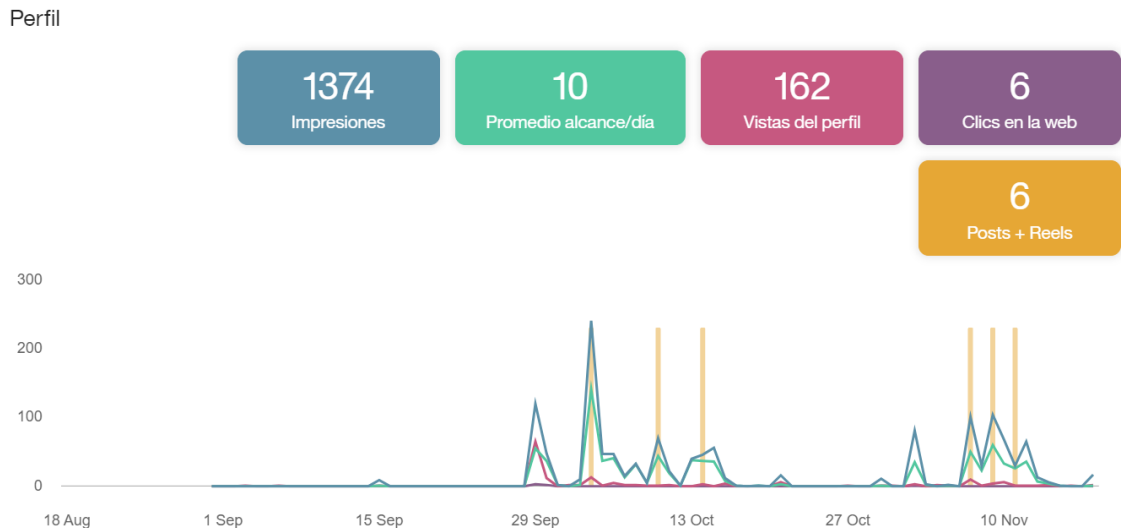 Perfil
1374
Impresiones
10
Promedio alcance/día
162
Vistas del perfil
6
Clics en la web
6
Posts + Reels
300
200
100
0
18 Aug
1 Sep
15 Sep
29 Sep
13 Oct
27 Oct
10 Nov